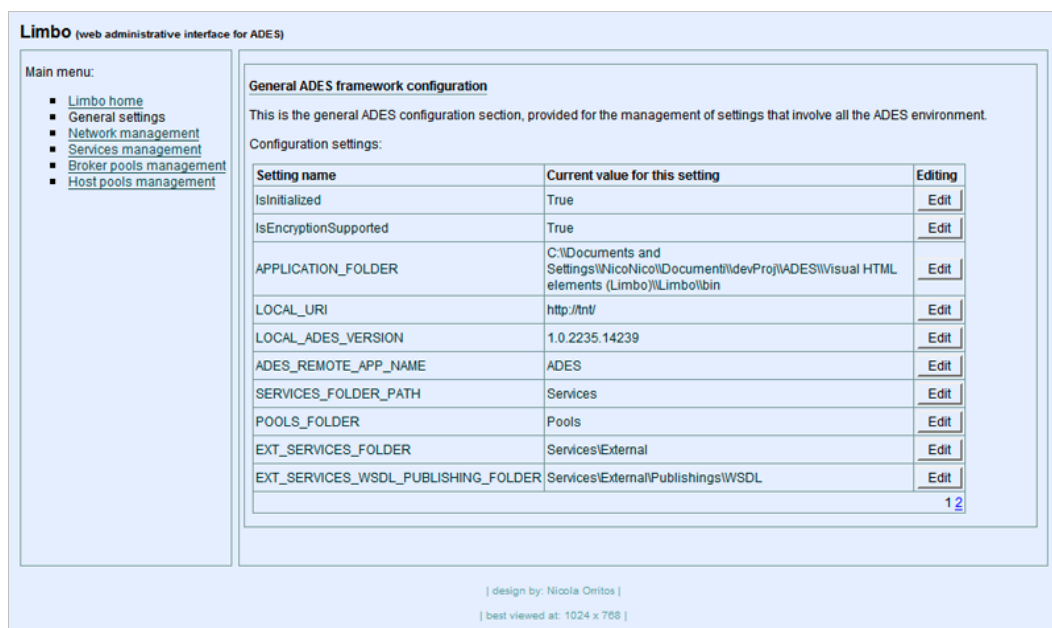 Limbo (web administrative interface for ADES)
Main menu:
Limbo home
General settings
Network management
Services management
Broker pools management
Host pools management
General ADES framework configuration
This is the general ADES configuration section, provided for the management of settings that involve all the ADES environment.
Configuration settings:
Setting name Current value for this setting Editing
IsInitialized True Edit
IsEncryptionSupported True Edit
APPLICATION_FOLDER C:\\Documents and
Settings\\NicoNico\\Documenti\\devProj\\ADES\\Visual HTML
elements (Limbo)\\Limbo\\bin Edit
LOCAL_URI http://tnt/ Edit
LOCAL_ADES_VERSION 1.0.2235.14239 Edit
ADES_REMOTE_APP_NAME ADES Edit
SERVICES_FOLDER_PATH Services Edit
POOLS_FOLDER Pools Edit
EXT_SERVICES_FOLDER Services\External Edit
EXT_SERVICES_WSDL_PUBLISHING_FOLDER Services\External\Publishings\WSDL Edit
1 2
| design by: Nicola Orritos |
| best viewed at: 1024 x 768 |